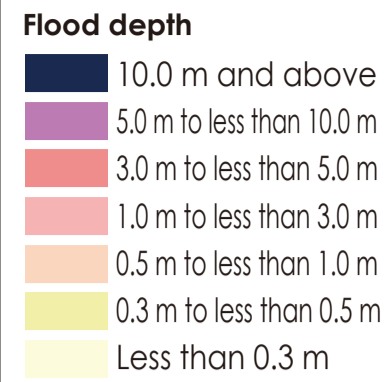 Flood depth
10.0 m and above
5.0 m to less than 10.0 m
3.0 m to less than 5.0 m
1.0 m to less than 3.0 m
0.5 m to less than 1.0 m
0.3 m to less than 0.5 m
Less than 0.3 m